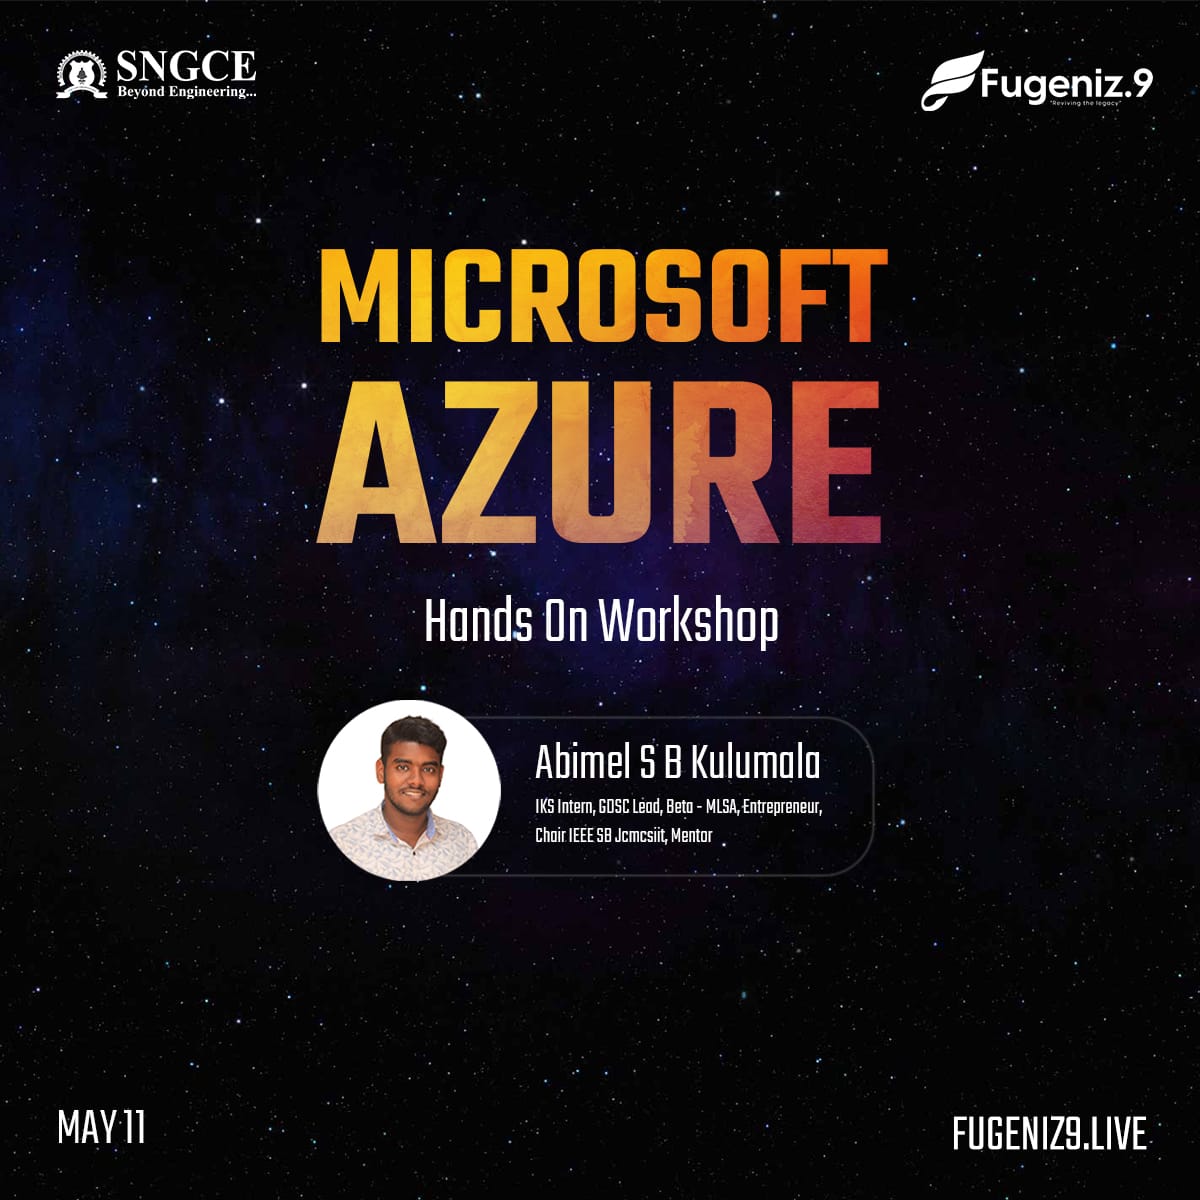 SNGCE
Beyond Engineering...
Fugeniz.9
"Reviving the legacy"
MICROSOFT
AZURE
Hands On Workshop
Abimel S B Kulumala
IKS Intern, GDSC Lead, Beta - MLSA, Entrepreneur,
Chair IEEE SB Jcmcsiit, Mentor
MAY 11
FUGENIZ9.LIVE